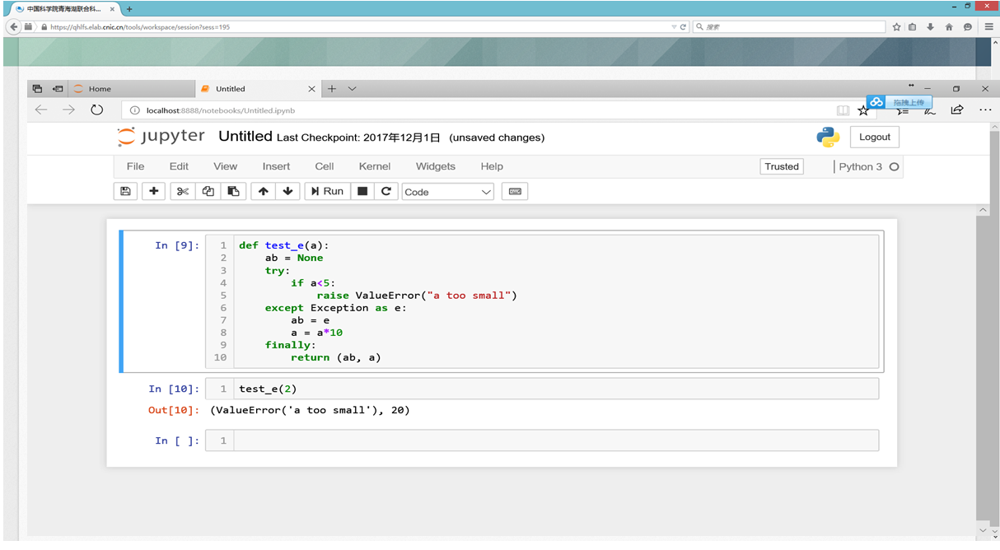 中国科学院青海湖联合科...
https://qhlfs.elab.cnic.cn/tools/workspace/session?sess=195
搜索
Home
Untitled
localhost:8888/notebooks/Untitled.ipynb
拖拽上传
jupyter Untitled Last Checkpoint: 2017年12月1日 (unsaved changes)
Logout
File Edit View Insert Cell Kernel Widgets Help
Trusted
Python 3
Run
Code
In [9]:
1 def test_e(a):
2     ab = None
3     try:
4         if a<5:
5             raise ValueError("a too small")
6     except Exception as e:
7         ab = e
8         a = a*10
9     finally:
10         return (ab, a)
In [10]: 1 test_e(2)
Out[10]: (ValueError('a too small'), 20)
In [ ]: 1